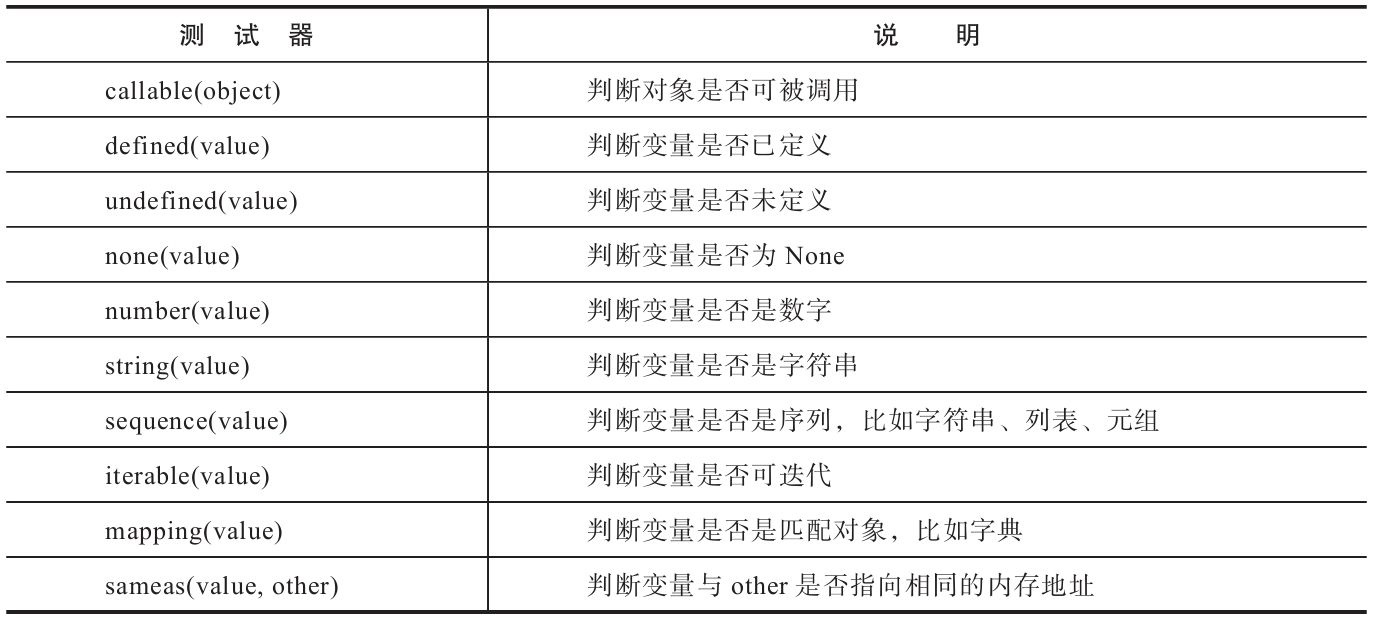 测 试 器 说 明
callable(object) 判断对象是否可被调用
defined(value) 判断变量是否已定义
undefined(value) 判断变量是否未定义
none(value) 判断变量是否为 None
number(value) 判断变量是否是数字
string(value) 判断变量是否是字符串
sequence(value) 判断变量是否是序列，比如字符串、列表、元组
iterable(value) 判断变量是否可迭代
mapping(value) 判断变量是否是匹配对象，比如字典
sameas(value, other) 判断变量与 other 是否指向相同的内存地址